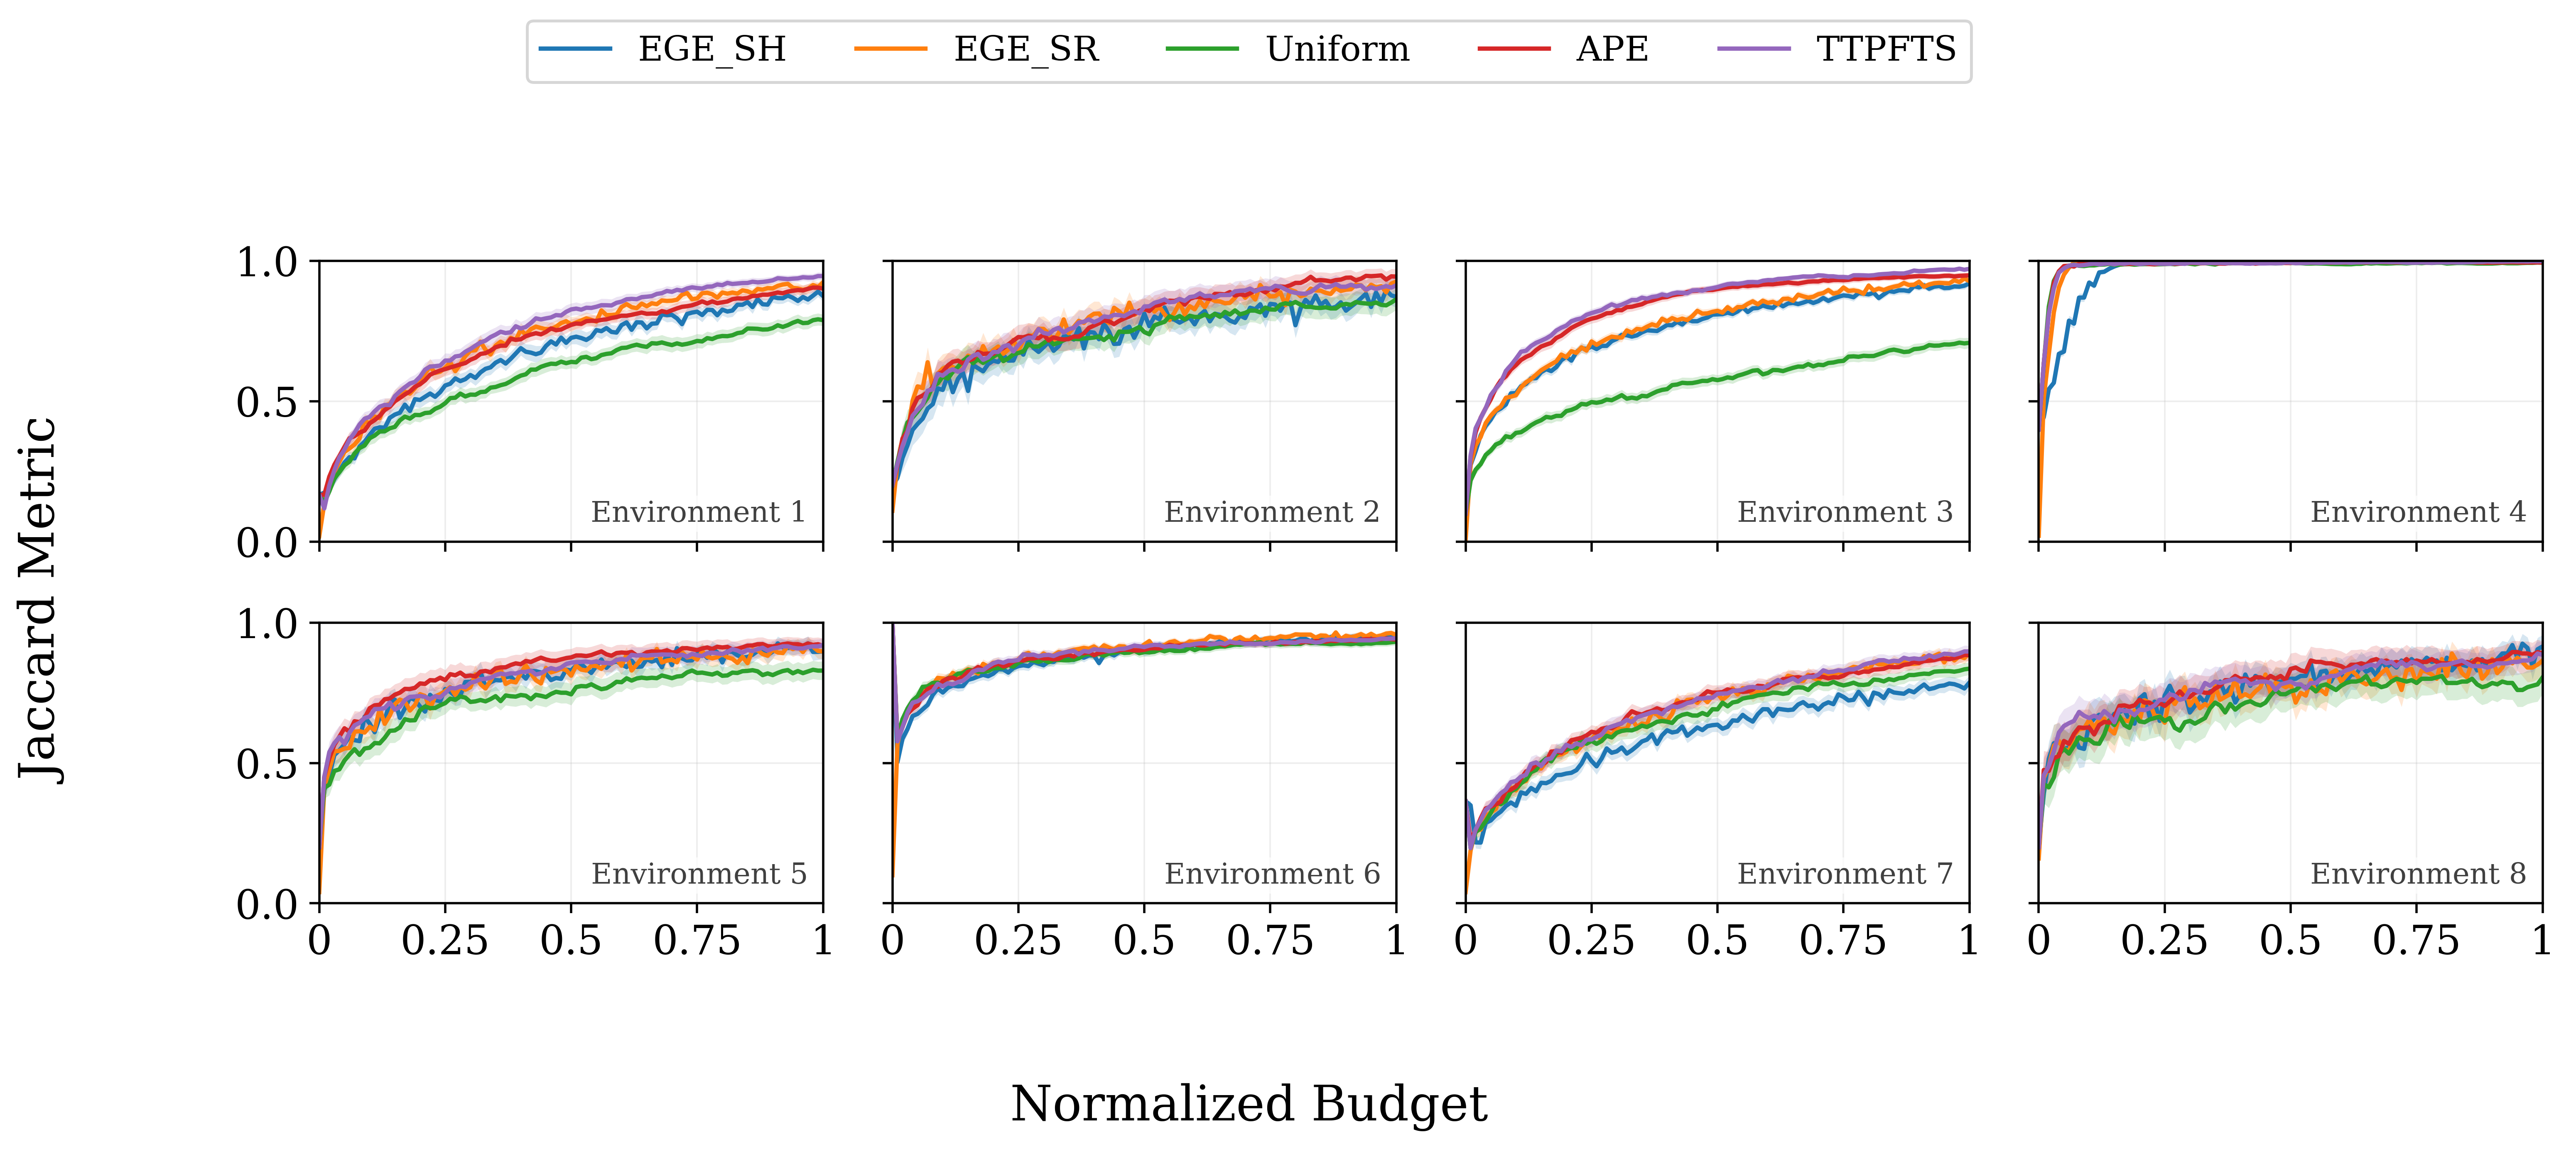 EGE_SH EGE_SR Uniform APE TTPFTS
Jaccard Metric
1.0
0.5
0.0
Environment 1
Environment 2
Environment 3
Environment 4
1.0
0.5
0.0
Environment 5
Environment 6
Environment 7
Environment 8
0 0.25 0.5 0.75 1
0 0.25 0.5 0.75 1
0 0.25 0.5 0.75 1
0 0.25 0.5 0.75 1
Normalized Budget